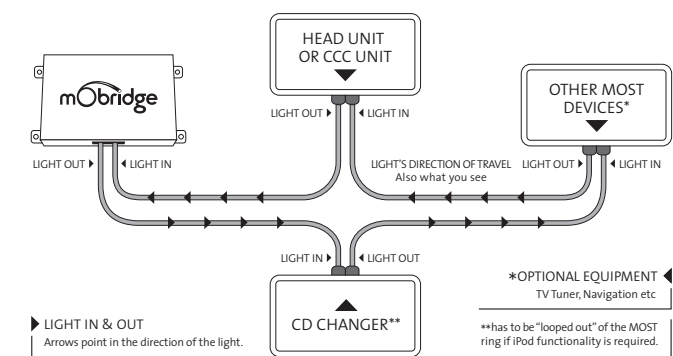 HEAD UNIT
OR CCC UNIT
mObridge
OTHER MOST
DEVICES*
LIGHT OUT
LIGHT IN
LIGHT OUT
LIGHT IN
LIGHT'S DIRECTION OF TRAVEL
Also what you see
LIGHT OUT
LIGHT IN
LIGHT IN
LIGHT OUT
CD CHANGER**
*OPTIONAL EQUIPMENT
TV Tuner, Navigation etc
LIGHT IN & OUT
Arrows point in the direction of the light.
**has to be "looped out" of the MOST
ring if iPod functionality is required.